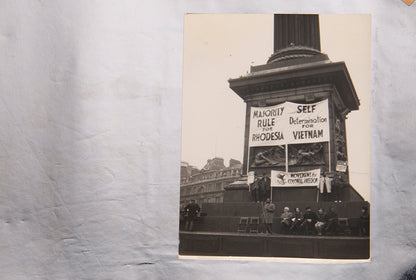 MAJORITY
RULE
FOR
RHODESIA
SELF
Determination
FOR
VIETNAM
MOVEMENT for
COLONIAL FREEDOM